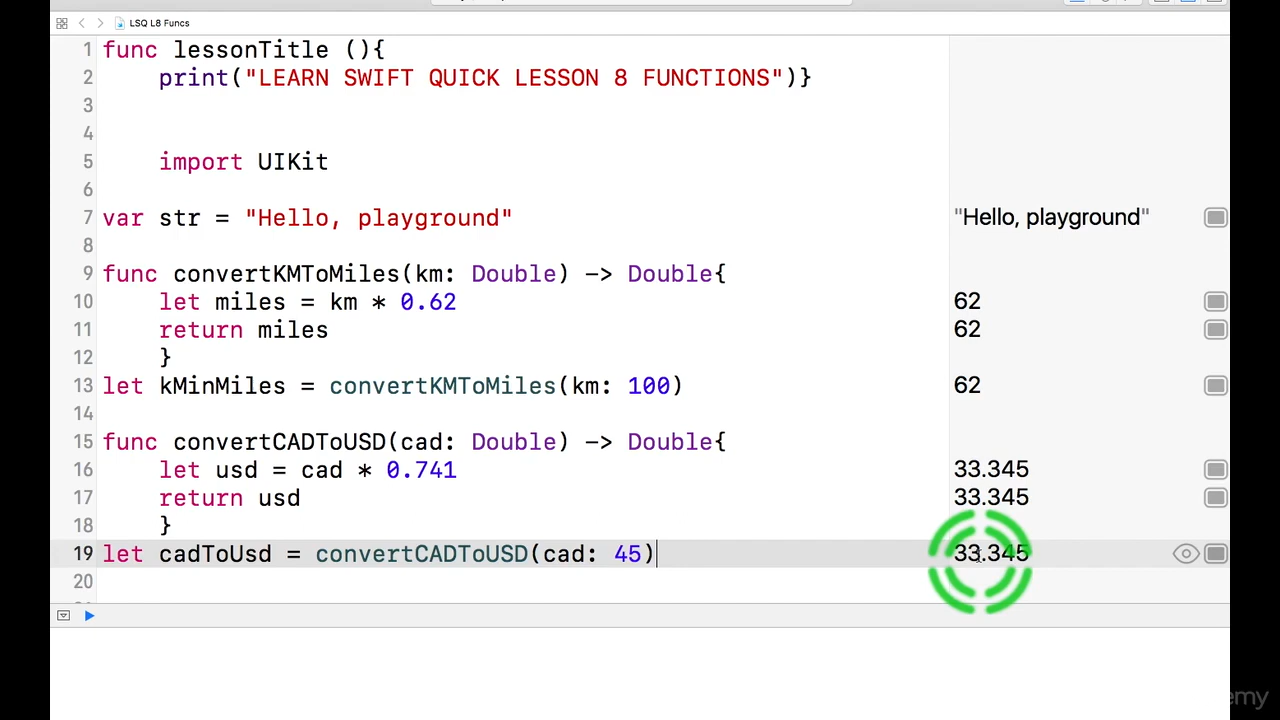 LSQ L8 Funcs
1 func lessonTitle (){
2 print("LEARN SWIFT QUICK LESSON 8 FUNCTIONS")}
3
4
5 import UIKit
6
7 var str = "Hello, playground" "Hello, playground"
8
9 func convertKMToMiles(km: Double) -> Double{
10 let miles = km * 0.62 62
11 return miles 62
12 }
13 let kMinMiles = convertKMToMiles(km: 100) 62
14
15 func convertCADToUSD(cad: Double) -> Double{
16 let usd = cad * 0.741 33.345
17 return usd 33.345
18 }
19 let cadToUsd = convertCADToUSD(cad: 45) 33.345
20